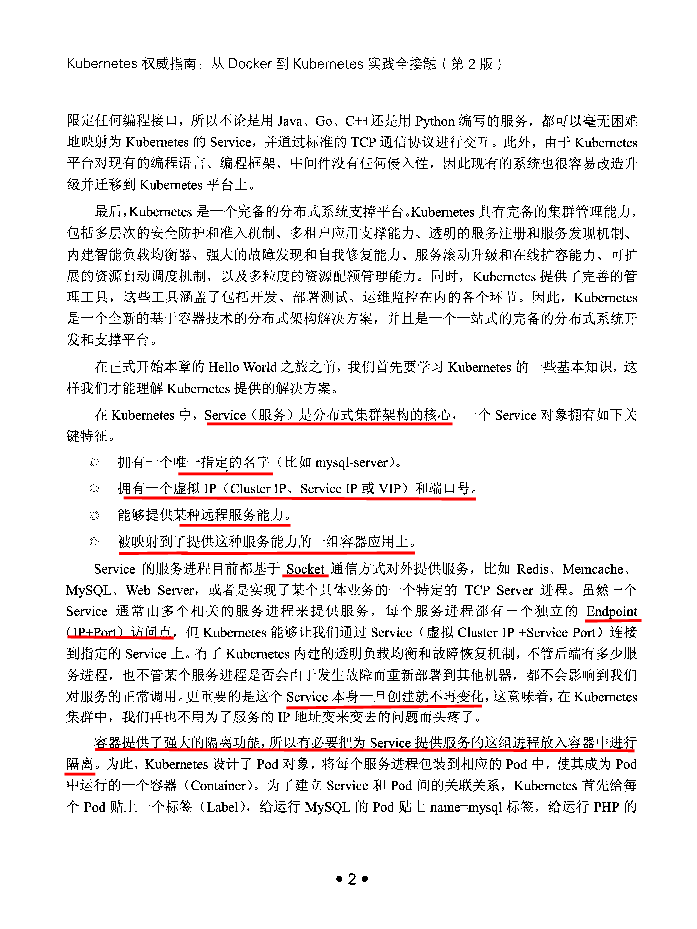 Kubernetes 权威指南：从 Docker 到 Kubernetes 实践全接触（第 2 版）
限定任何编程接口，所以不论是用 Java、Go、C++还是用 Python 编写的服务，都可以毫无困难
地映射为 Kubernetes 的 Service，并通过标准的 TCP 通信协议进行交互。此外，由于 Kubernetes
平台对现有的编程语言、编程框架、中间件没有任何侵入性，因此现有的系统也很容易改造升
级并迁移到 Kubernetes 平台上。
最后，Kubernetes 是一个完备的分布式系统支撑平台。Kubernetes 具有完备的集群管理能力，
包括多层次的安全防护和准入机制、多租户应用支撑能力、透明的服务注册和服务发现机制、
内建智能负载均衡器、强大的故障发现和自我修复能力、服务滚动升级和在线扩容能力、可扩
展的资源自动调度机制，以及多粒度的资源配额管理能力。同时，Kubernetes 提供了完善的管
理工具，这些工具涵盖了包括开发、部署测试、运维监控在内的各个环节。因此，Kubernetes
是一个全新的基于容器技术的分布式架构解决方案，并且是一个一站式的完备的分布式系统开
发和支撑平台。
在正式开始本章的 Hello World 之旅之前，我们首先要学习 Kubernetes 的一些基本知识，这
样我们才能理解 Kubernetes 提供的解决方案。
在 Kubernetes 中，Service（服务）是分布式集群架构的核心，一个 Service 对象拥有如下关
键特征。
拥有一个唯一指定的名字（比如 mysql-server）。
拥有一个虚拟 IP（Cluster IP、Service IP 或 VIP）和端口号。
能够提供某种远程服务能力。
被映射到了提供这种服务能力的一组容器应用上。
Service 的服务进程目前都基于 Socket 通信方式对外提供服务，比如 Redis、Memcache、
MySQL、Web Server，或者是实现了某个具体业务的一个特定的 TCP Server 进程。虽然一个
Service 通常由多个相关的服务进程来提供服务，每个服务进程都有一个独立的 Endpoint
(IP+Port）访问点，但 Kubernetes 能够让我们通过 Service（虚拟 Cluster IP +Service Port）连接
到指定的 Service 上。有了 Kubernetes 内建的透明负载均衡和故障恢复机制，不管后端有多少服
务进程，也不管某个服务进程是否会由于发生故障而重新部署到其他机器，都不会影响到我们
对服务的正常调用。更重要的是这个 Service 本身一旦创建就不再变化，这意味着，在 Kubernetes
集群中，我们再也不用为了服务的 IP 地址变来变去的问题而头疼了。
容器提供了强大的隔离功能，所以有必要把为 Service 提供服务的这组进程放入容器中进行
隔离。为此，Kubernetes 设计了 Pod 对象，将每个服务进程包装到相应的 Pod 中，使其成为 Pod
中运行的一个容器（Container）。为了建立 Service 和 Pod 间的关联关系，Kubernetes 首先给每
个 Pod 贴上一个标签（Label），给运行 MySQL 的 Pod 贴上 name=mysql 标签，给运行 PHP 的
• 2 •